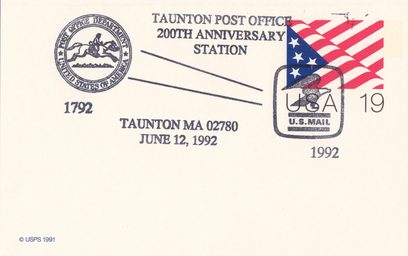 TAUNTON POST OFFICE
200TH ANNIVERSARY
STATION
POST OFFICE DEPARTMENT
UNITED STATES OF AMERICA
1792
TAUNTON MA 02780
JUNE 12, 1992
USA 19
U.S. MAIL
1992
© USPS 1991